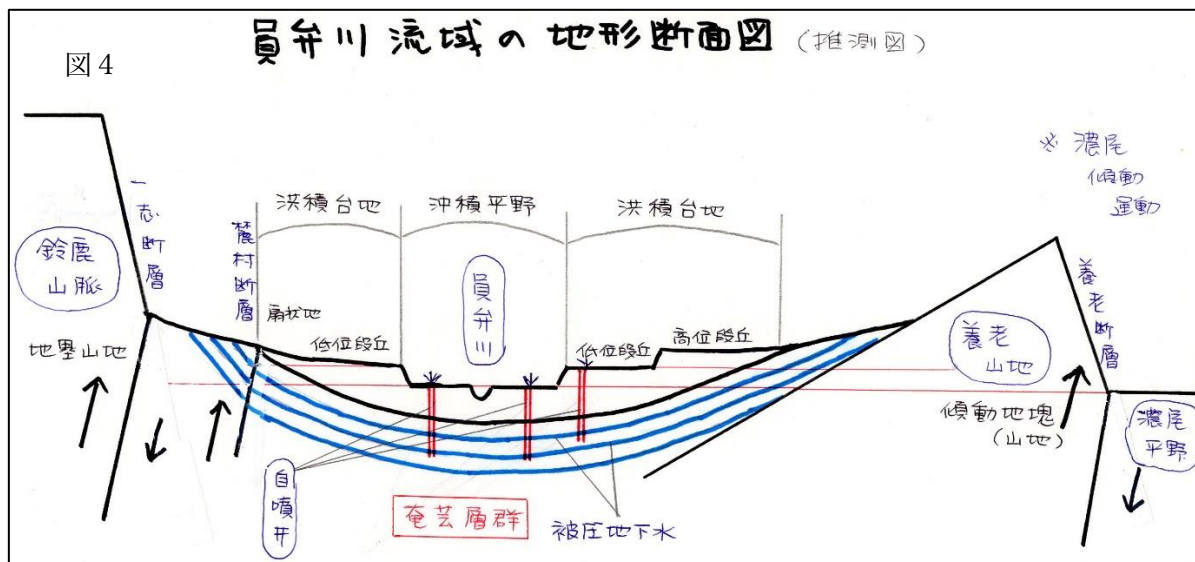 員弁川流域の地形断面図(推測図)
図4
※濃尾
傾動
運動
洪積台地
沖積平野
洪積台地
一志断層
麓村断層
養老断層
鈴鹿
山脈
員弁川
扇状地
低位段丘
低位段丘
高位段丘
地塁山地
養老
山地
傾動地塊
(山地)
濃尾
平野
自噴井
奄芸層群
被圧地下水